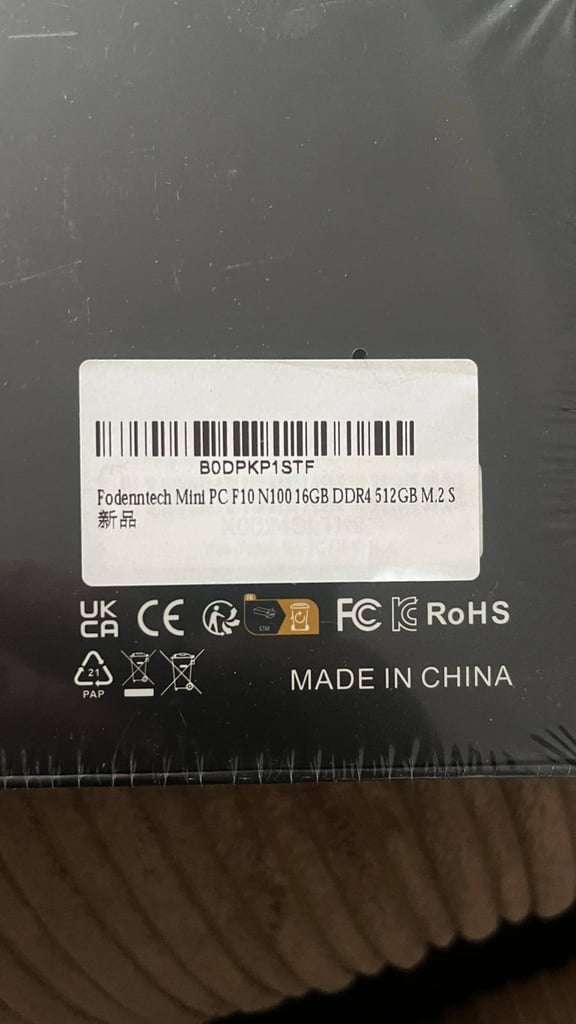 B0DPKP1STF
Fodenntech Mini PC F10 N100 16GB DDR4 512GB M.2 S
新品
UK
CA
CE
FC
RoHS
21
PAP
MADE IN CHINA